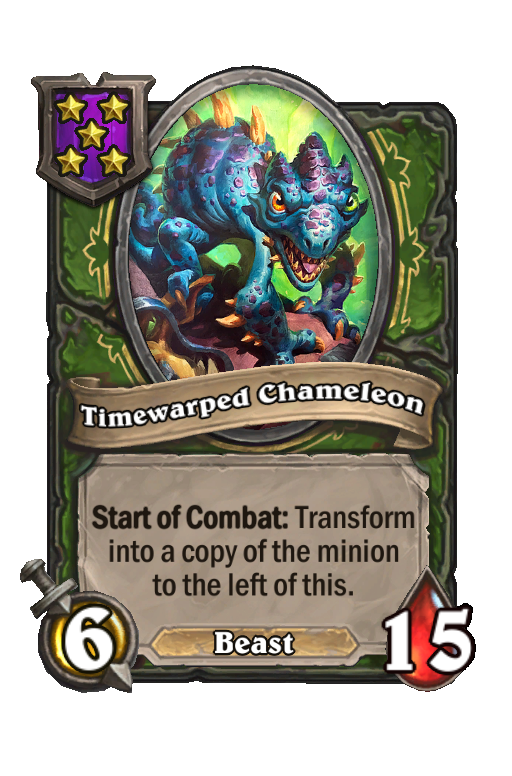 Timewarped Chameleon
Start of Combat: Transform
into a copy of the minion
to the left of this.
6
Beast
15